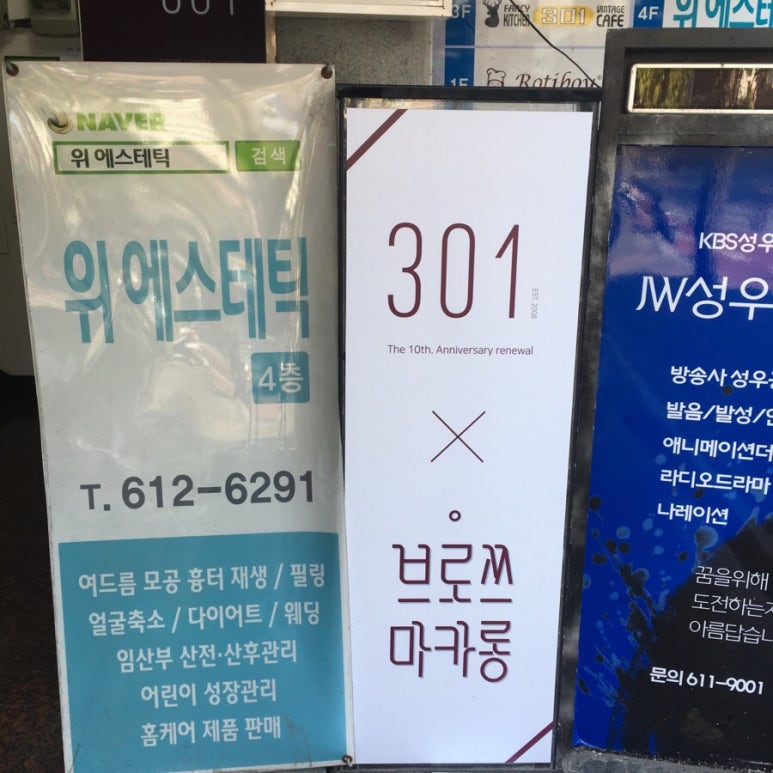 301
3F
FANCY KITCHEN 301 VINTAGE CAFE
4F
위 에스테
1F
Rotiboy
NAVER
위 에스테틱 검색
위 에스테틱
4층
T. 612-6291
여드름 모공 흉터 재생 / 필링
얼굴축소 / 다이어트 / 웨딩
임산부 산전·산후관리
어린이 성장관리
홈케어 제품 판매
301
EST. 2008
The 10th. Anniversary renewal
브로쯔
마카롱
KBS성우
JW성우
방송사 성우
발음/발성/
애니메이션더
라디오드라마
나레이션
꿈을위해
도전하는
아름답습니
문의 611-9001